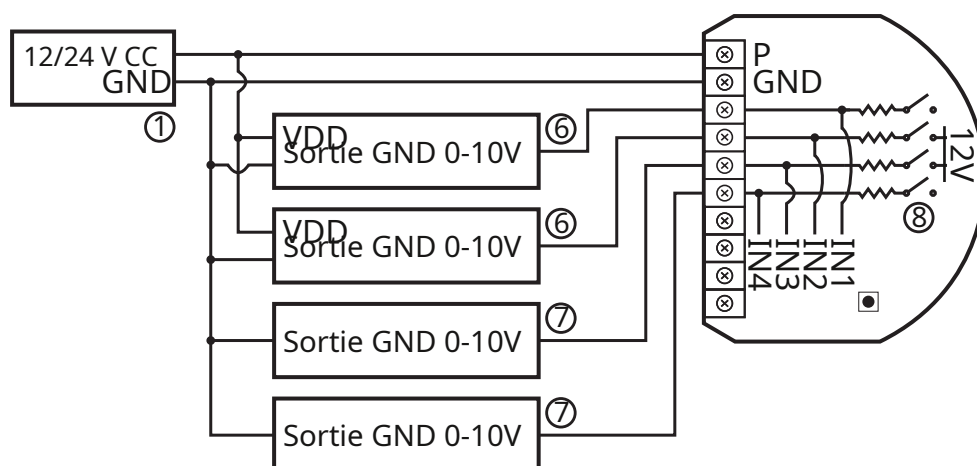 12/24 V CC
GND
①
P
GND
VDD
Sortie GND 0-10V
⑥
VDD
Sortie GND 0-10V
⑥
Sortie GND 0-10V
⑦
Sortie GND 0-10V
⑦
12V
⑧
IN4
IN3
IN2
IN1